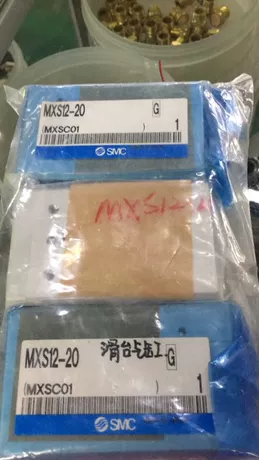 MXS12-20 G
(MXSC01 ) 1
SMC
MXS12-
滑台气缸
MXS12-20 G
(MXSC01 ) 1
SMC